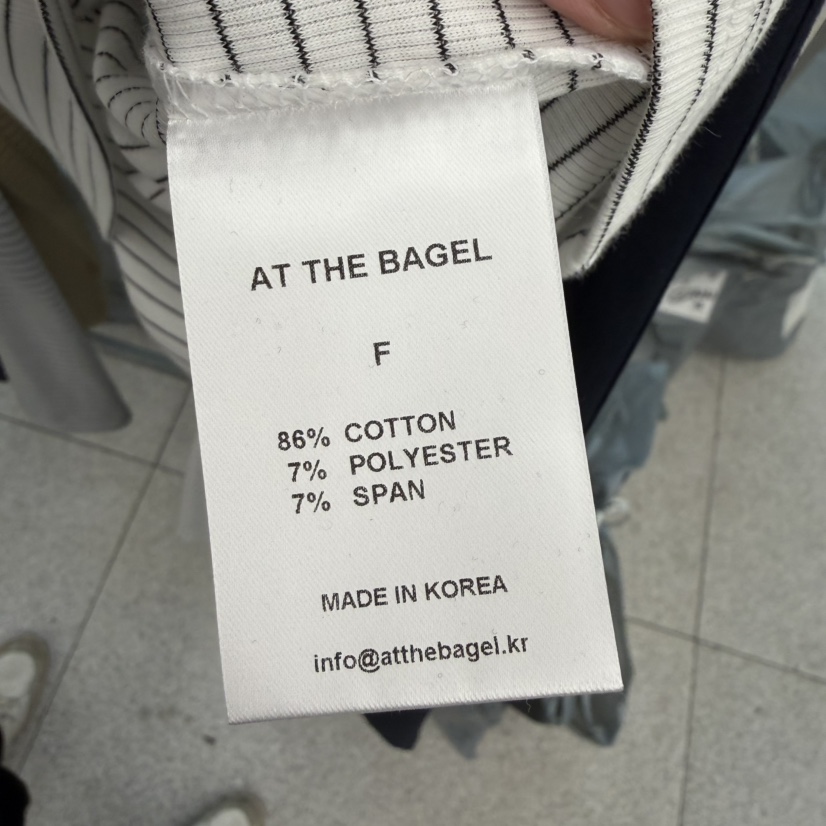 AT THE BAGEL
F
86% COTTON
7% POLYESTER
7% SPAN
MADE IN KOREA
info@atthebagel.kr